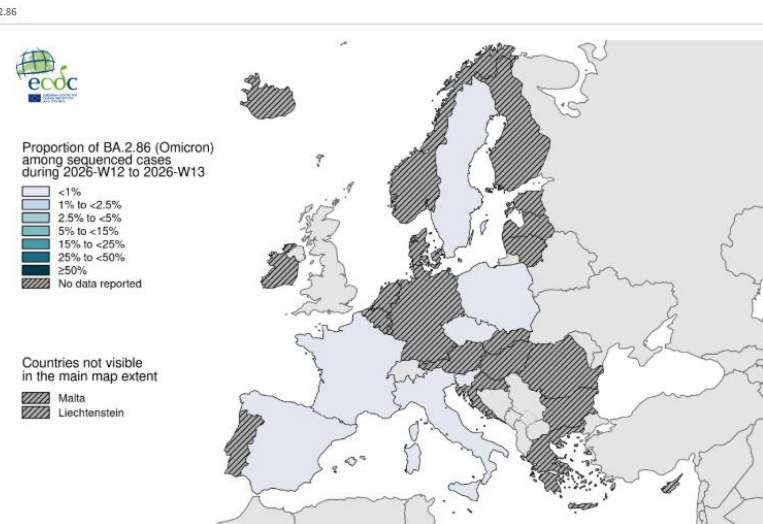 2.86
ecdc
Proportion of BA.2.86 (Omicron)
among sequenced cases
during 2026-W12 to 2026-W13
<1%
1% to <2.5%
2.5% to <5%
5% to <15%
15% to <25%
25% to <50%
≥50%
No data reported
Countries not visible
in the main map extent
Malta
Liechtenstein